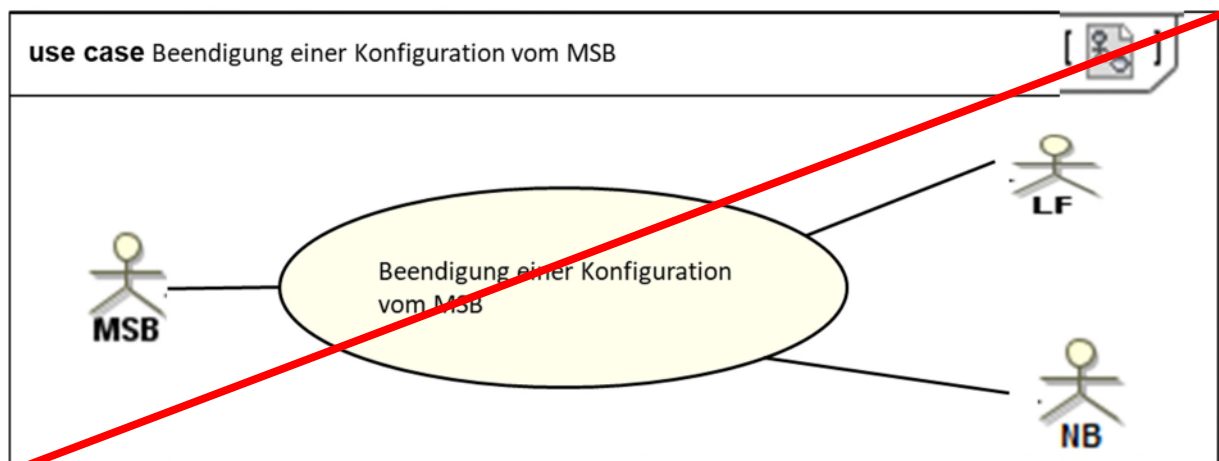 use case Beendigung einer Konfiguration vom MSB
[ ]
LF
Beendigung einer Konfiguration
vom MSB
MSB
NB